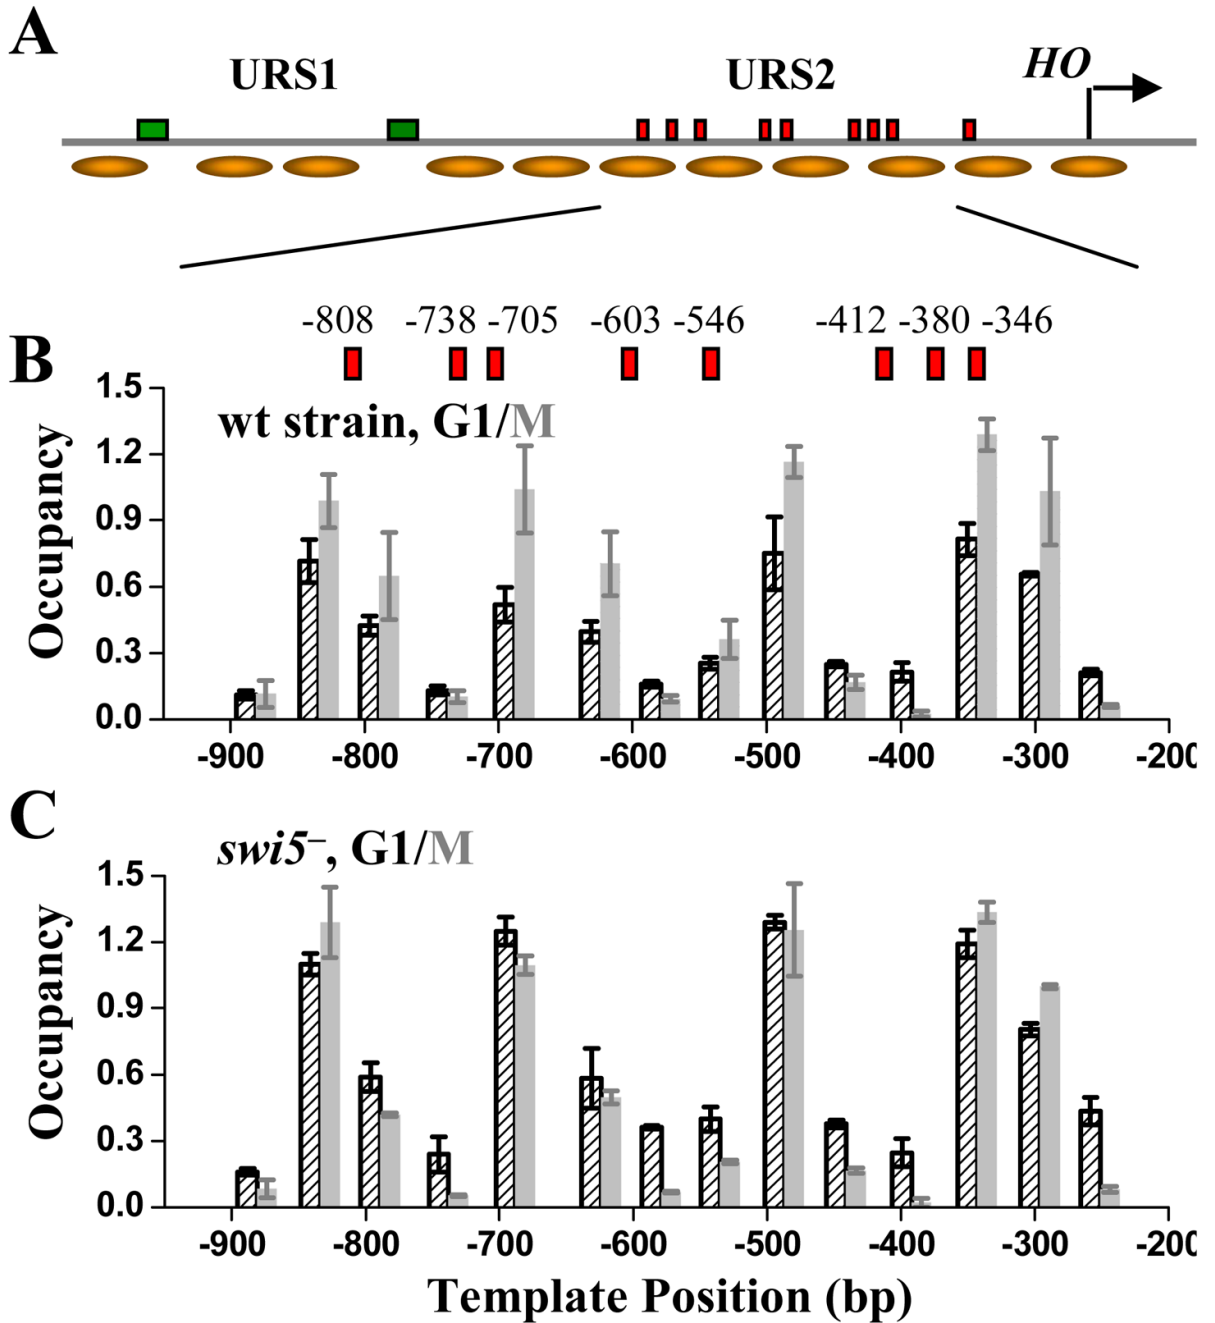 A
URS1 URS2 HO
-808 -738 -705 -603 -546 -412 -380 -346
B
wt strain, G1/M
Occupancy
1.5
1.2
0.9
0.6
0.3
0.0
-900 -800 -700 -600 -500 -400 -300 -200
C
swi5–, G1/M
Occupancy
1.5
1.2
0.9
0.6
0.3
0.0
-900 -800 -700 -600 -500 -400 -300 -200
Template Position (bp)